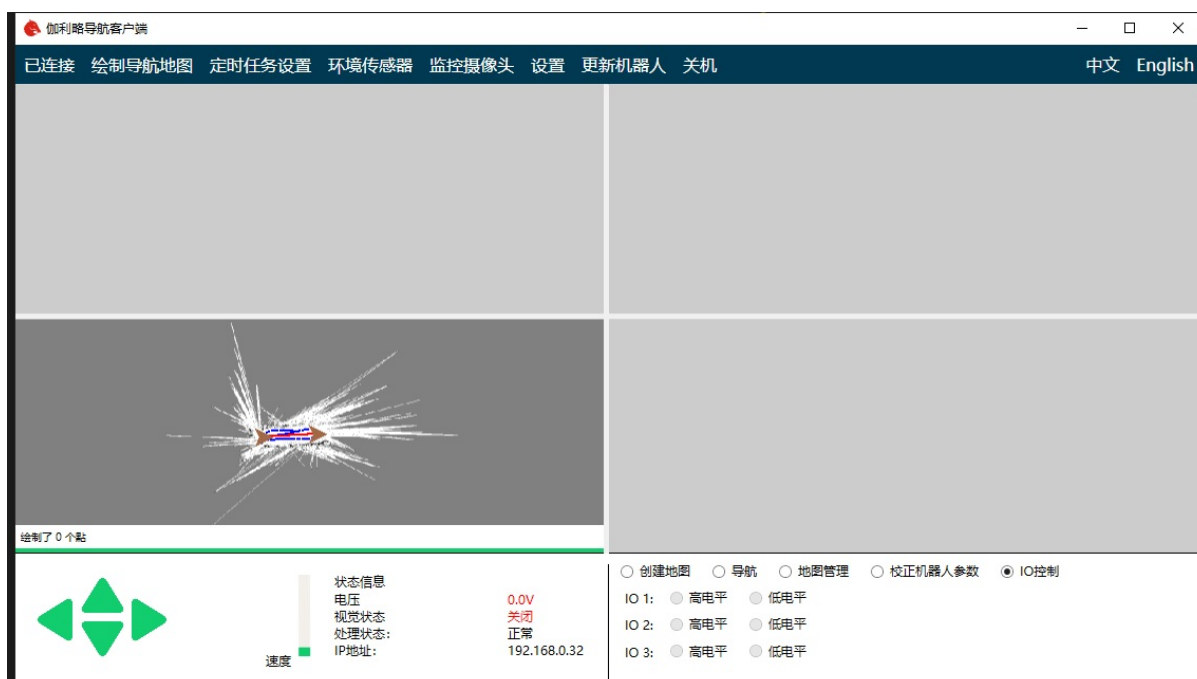 伽利略导航客户端
已连接 绘制导航地图 定时任务设置 环境传感器 监控摄像头 设置 更新机器人 关机 中文 English
绘制了 0 个點
状态信息
电压 0.0V
视觉状态 关闭
处理状态: 正常
IP地址: 192.168.0.32
速度
创建地图 导航 地图管理 校正机器人参数 IO控制
IO 1: 高电平 低电平
IO 2: 高电平 低电平
IO 3: 高电平 低电平